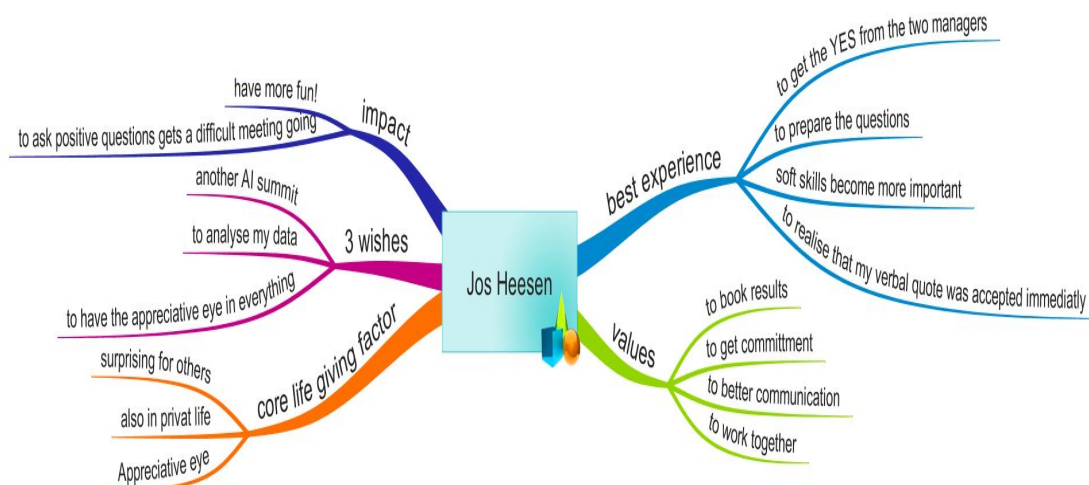 Jos Heesen
best experience
to get the YES from the two managers
to prepare the questions
soft skills become more important
to realise that my verbal quote was accepted immediatly
values
to book results
to get committment
to better communication
to work together
core life giving factor
surprising for others
also in privat life
Appreciative eye
3 wishes
another AI summit
to analyse my data
to have the appreciative eye in everything
impact
have more fun!
to ask positive questions gets a difficult meeting going